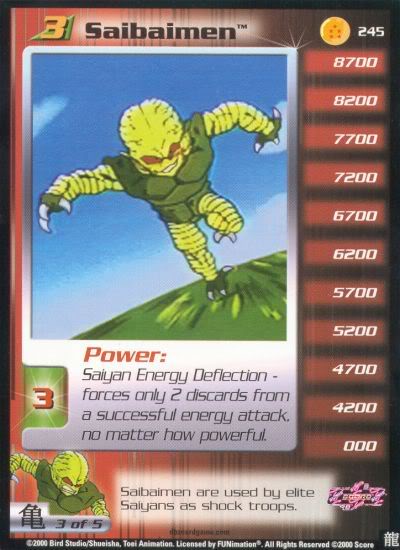 Saibaimen™
245
8700
8200
7700
7200
6700
6200
5700
5200
4700
4200
000
Power:
Saiyan Energy Deflection -
forces only 2 discards from
a successful energy attack,
no matter how powerful.
3
Saibaimen are used by elite
Saiyans as shock troops.
亀
3 of 5
dbzcardgame.com
龍
©2000 Bird Studio/Shueisha, Toei Animation. Licensed by FUNimation®. All Rights Reserved ©2000 Score